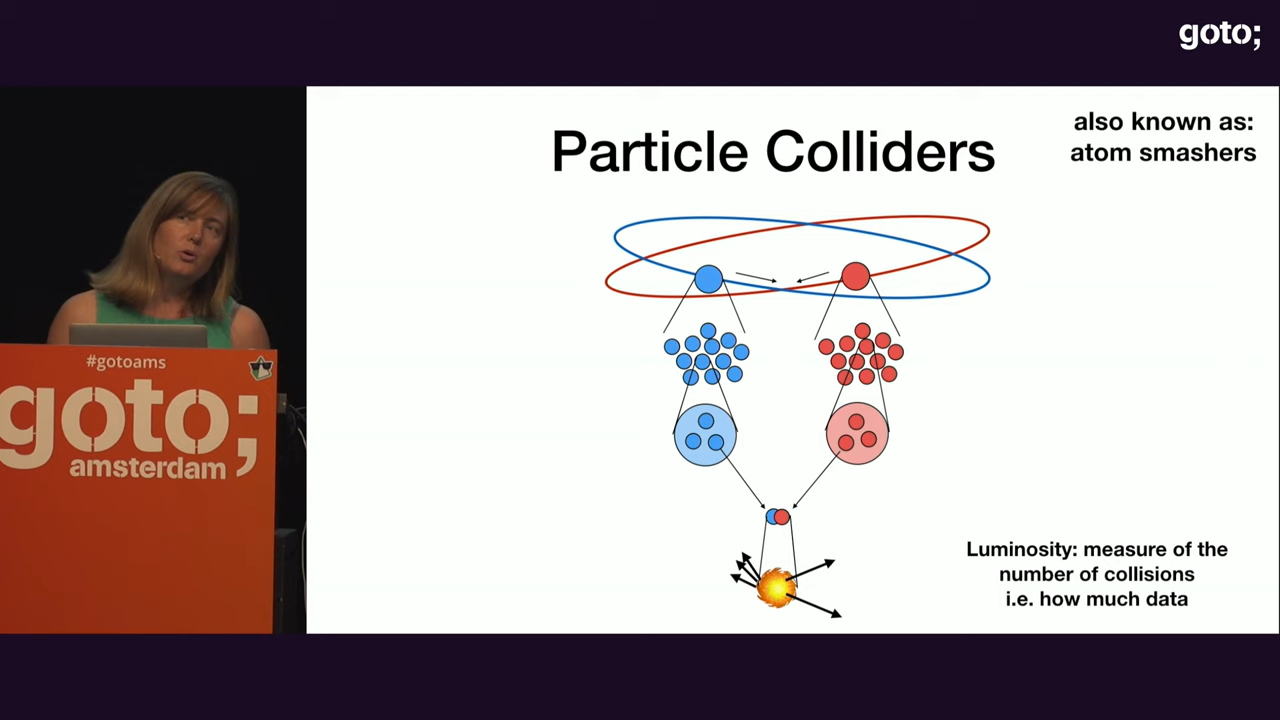 goto;
also known as:
atom smashers
Particle Colliders
#gotoams
goto;
amsterdam
Luminosity: measure of the
number of collisions
i.e. how much data